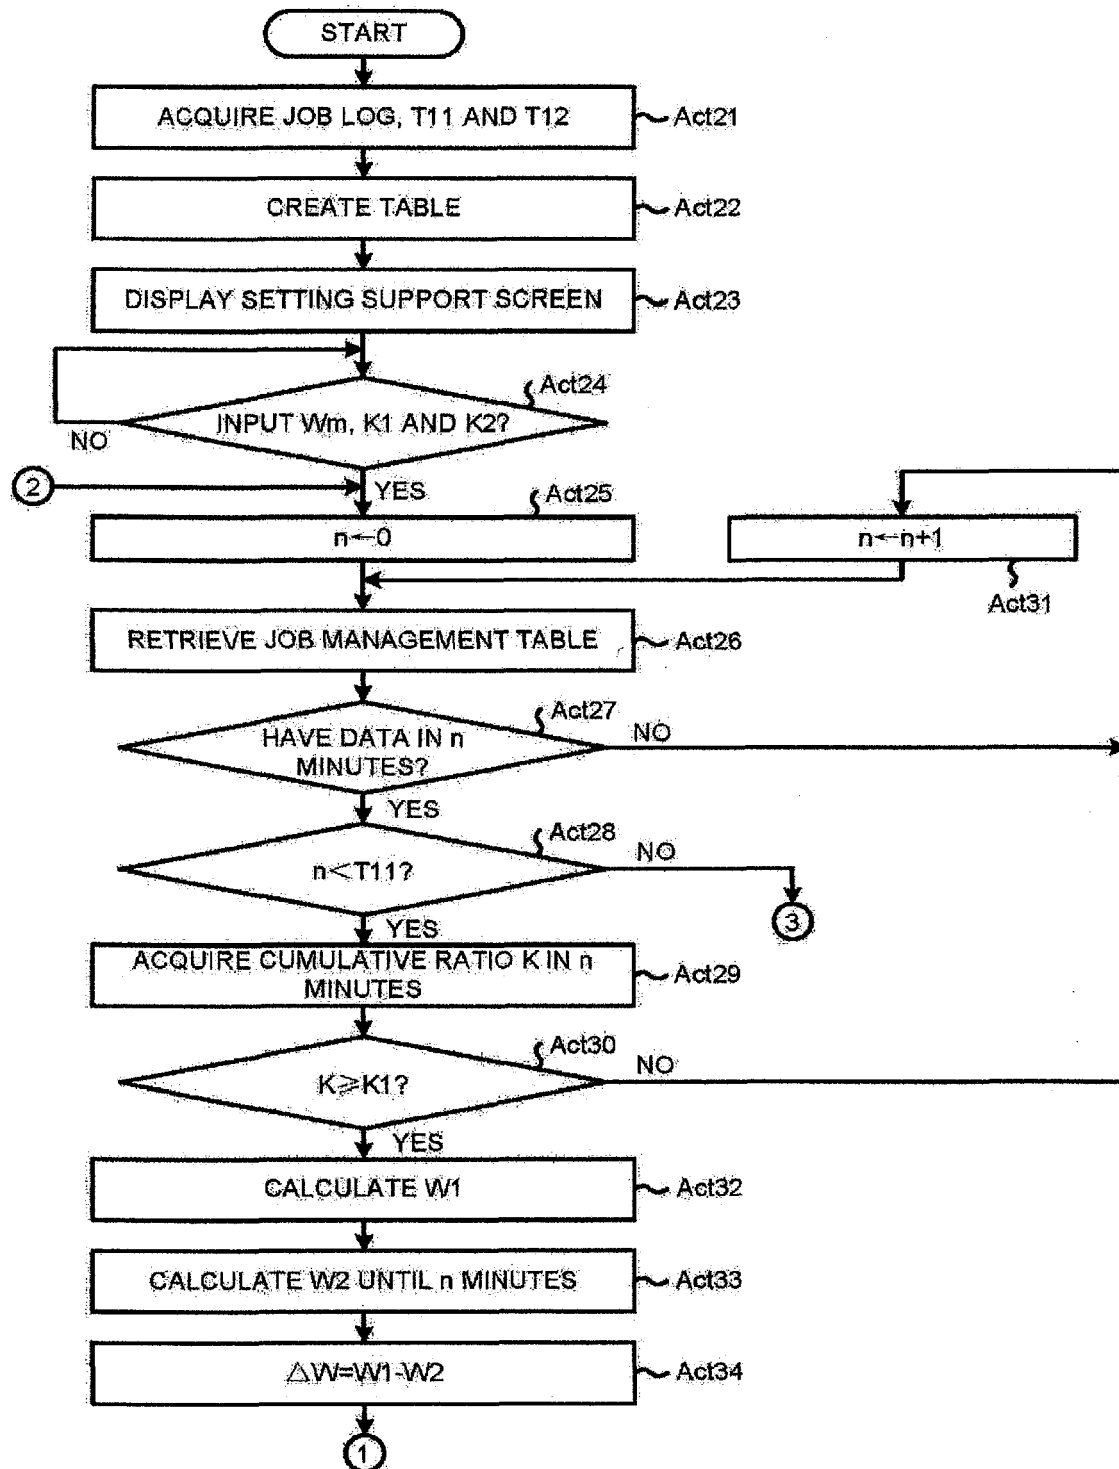 START
ACQUIRE JOB LOG, T11 AND T12
Act21
CREATE TABLE
Act22
DISPLAY SETTING SUPPORT SCREEN
Act23
Act24
INPUT Wm, K1 AND K2?
NO
2
YES
Act25
n←0
n←n+1
Act31
RETRIEVE JOB MANAGEMENT TABLE
Act26
Act27
HAVE DATA IN n
MINUTES?
NO
YES
Act28
n<T11?
NO
3
YES
ACQUIRE CUMULATIVE RATIO K IN n
MINUTES
Act29
Act30
K≥K1?
NO
YES
CALCULATE W1
Act32
CALCULATE W2 UNTIL n MINUTES
Act33
△W=W1-W2
Act34
1